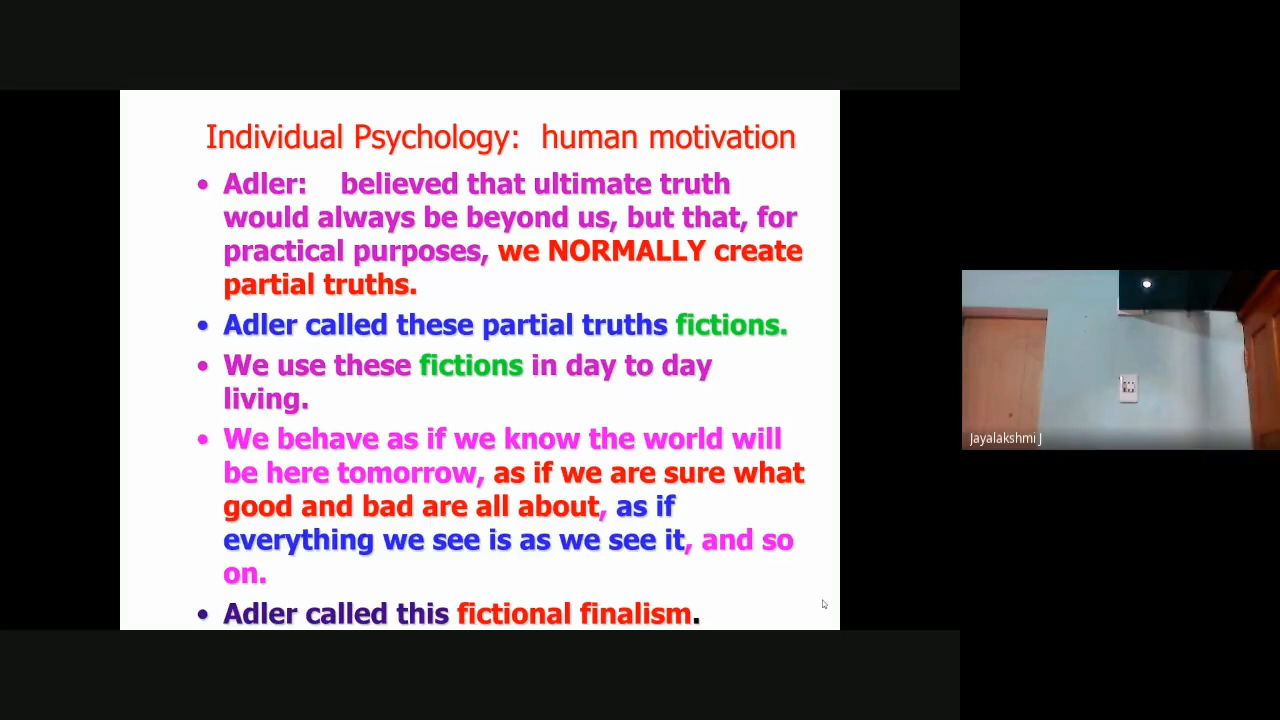 Individual Psychology: human motivation
• Adler: believed that ultimate truth
would always be beyond us, but that, for
practical purposes, we NORMALLY create
partial truths.
• Adler called these partial truths fictions.
• We use these fictions in day to day
living.
• We behave as if we know the world will
be here tomorrow, as if we are sure what
good and bad are all about, as if
everything we see is as we see it, and so
on.
• Adler called this fictional finalism.
Jayalakshmi J